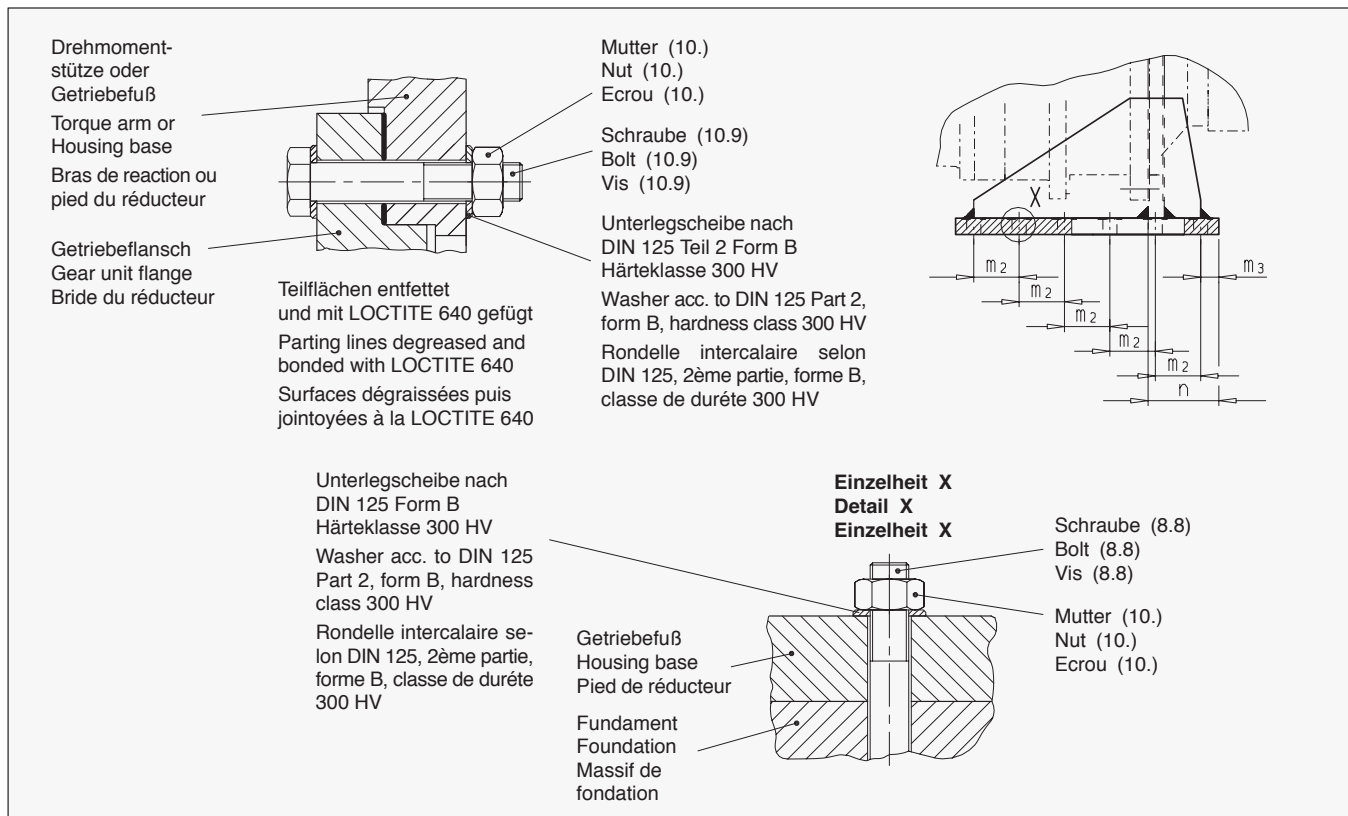 Drehmoment-
stütze oder
Getriebefuß
Torque arm or
Housing base
Bras de reaction ou
pied du réducteur
Getriebeflansch
Gear unit flange
Bride du réducteur
Teilflächen entfettet
und mit LOCTITE 640 gefügt
Parting lines degreased and
bonded with LOCTITE 640
Surfaces dégraissées puis
jointoyées à la LOCTITE 640
Mutter (10.)
Nut (10.)
Ecrou (10.)
Schraube (10.9)
Bolt (10.9)
Vis (10.9)
Unterlegscheibe nach
DIN 125 Teil 2 Form B
Härteklasse 300 HV
Washer acc. to DIN 125 Part 2,
form B, hardness class 300 HV
Rondelle intercalaire selon
DIN 125, 2ème partie, forme B,
classe de duréte 300 HV
X
m2
m3
m2
m2
m2
m2
n
Unterlegscheibe nach
DIN 125 Form B
Härteklasse 300 HV
Washer acc. to DIN 125
Part 2, form B, hardness
class 300 HV
Rondelle intercalaire se-
lon DIN 125, 2ème partie,
forme B, classe de duréte
300 HV
Einzelheit X
Detail X
Einzelheit X
Schraube (8.8)
Bolt (8.8)
Vis (8.8)
Mutter (10.)
Nut (10.)
Ecrou (10.)
Getriebefuß
Housing base
Pied de réducteur
Fundament
Foundation
Massif de
fondation